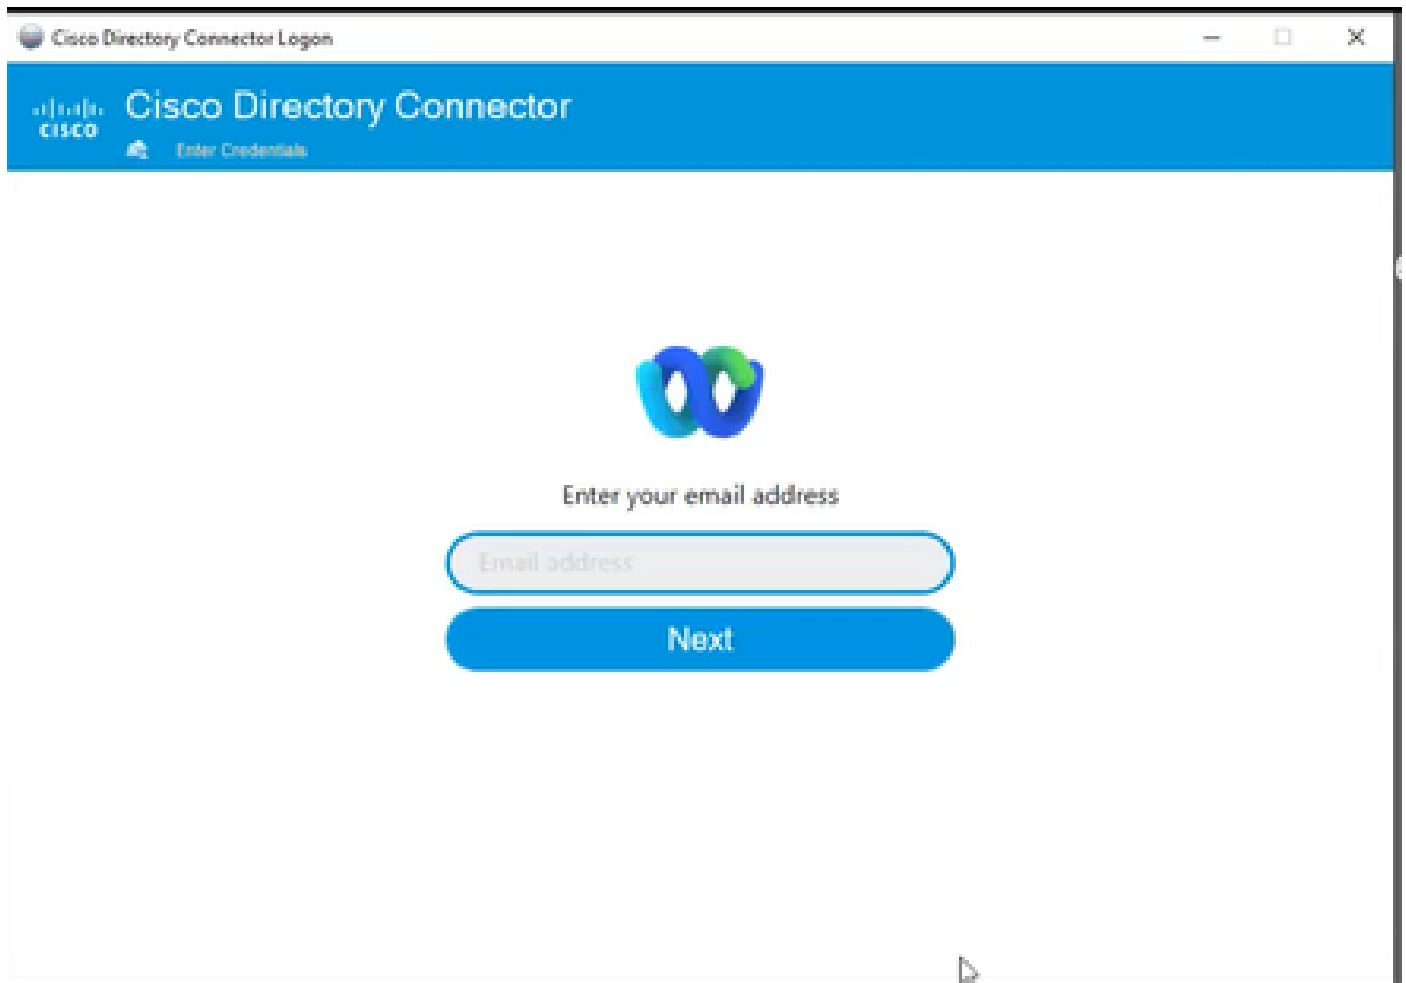 Cisco Directory Connector Logon
CISCO
Cisco Directory Connector
Enter Credentials
Enter your email address
Email address
Next